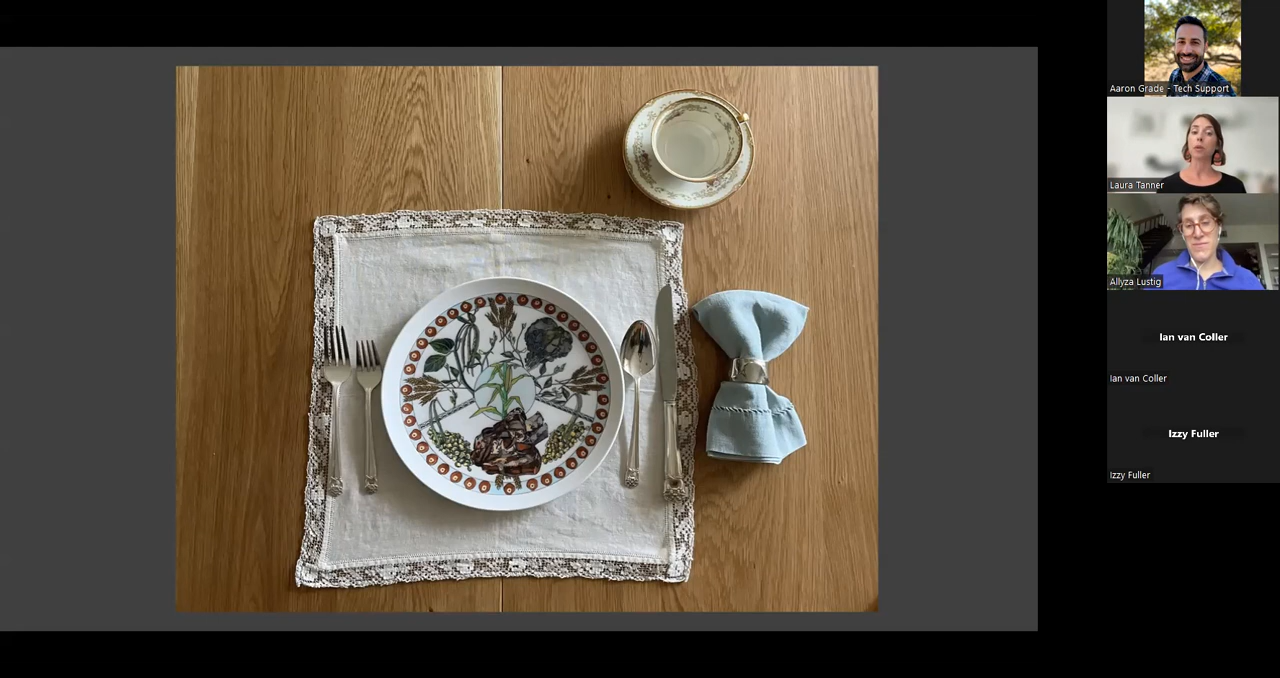 Aaron Grade - Tech Support
Laura Tanner
Allyza Lustig
Ian van Coller
Ian van Coller
Izzy Fuller
Izzy Fuller